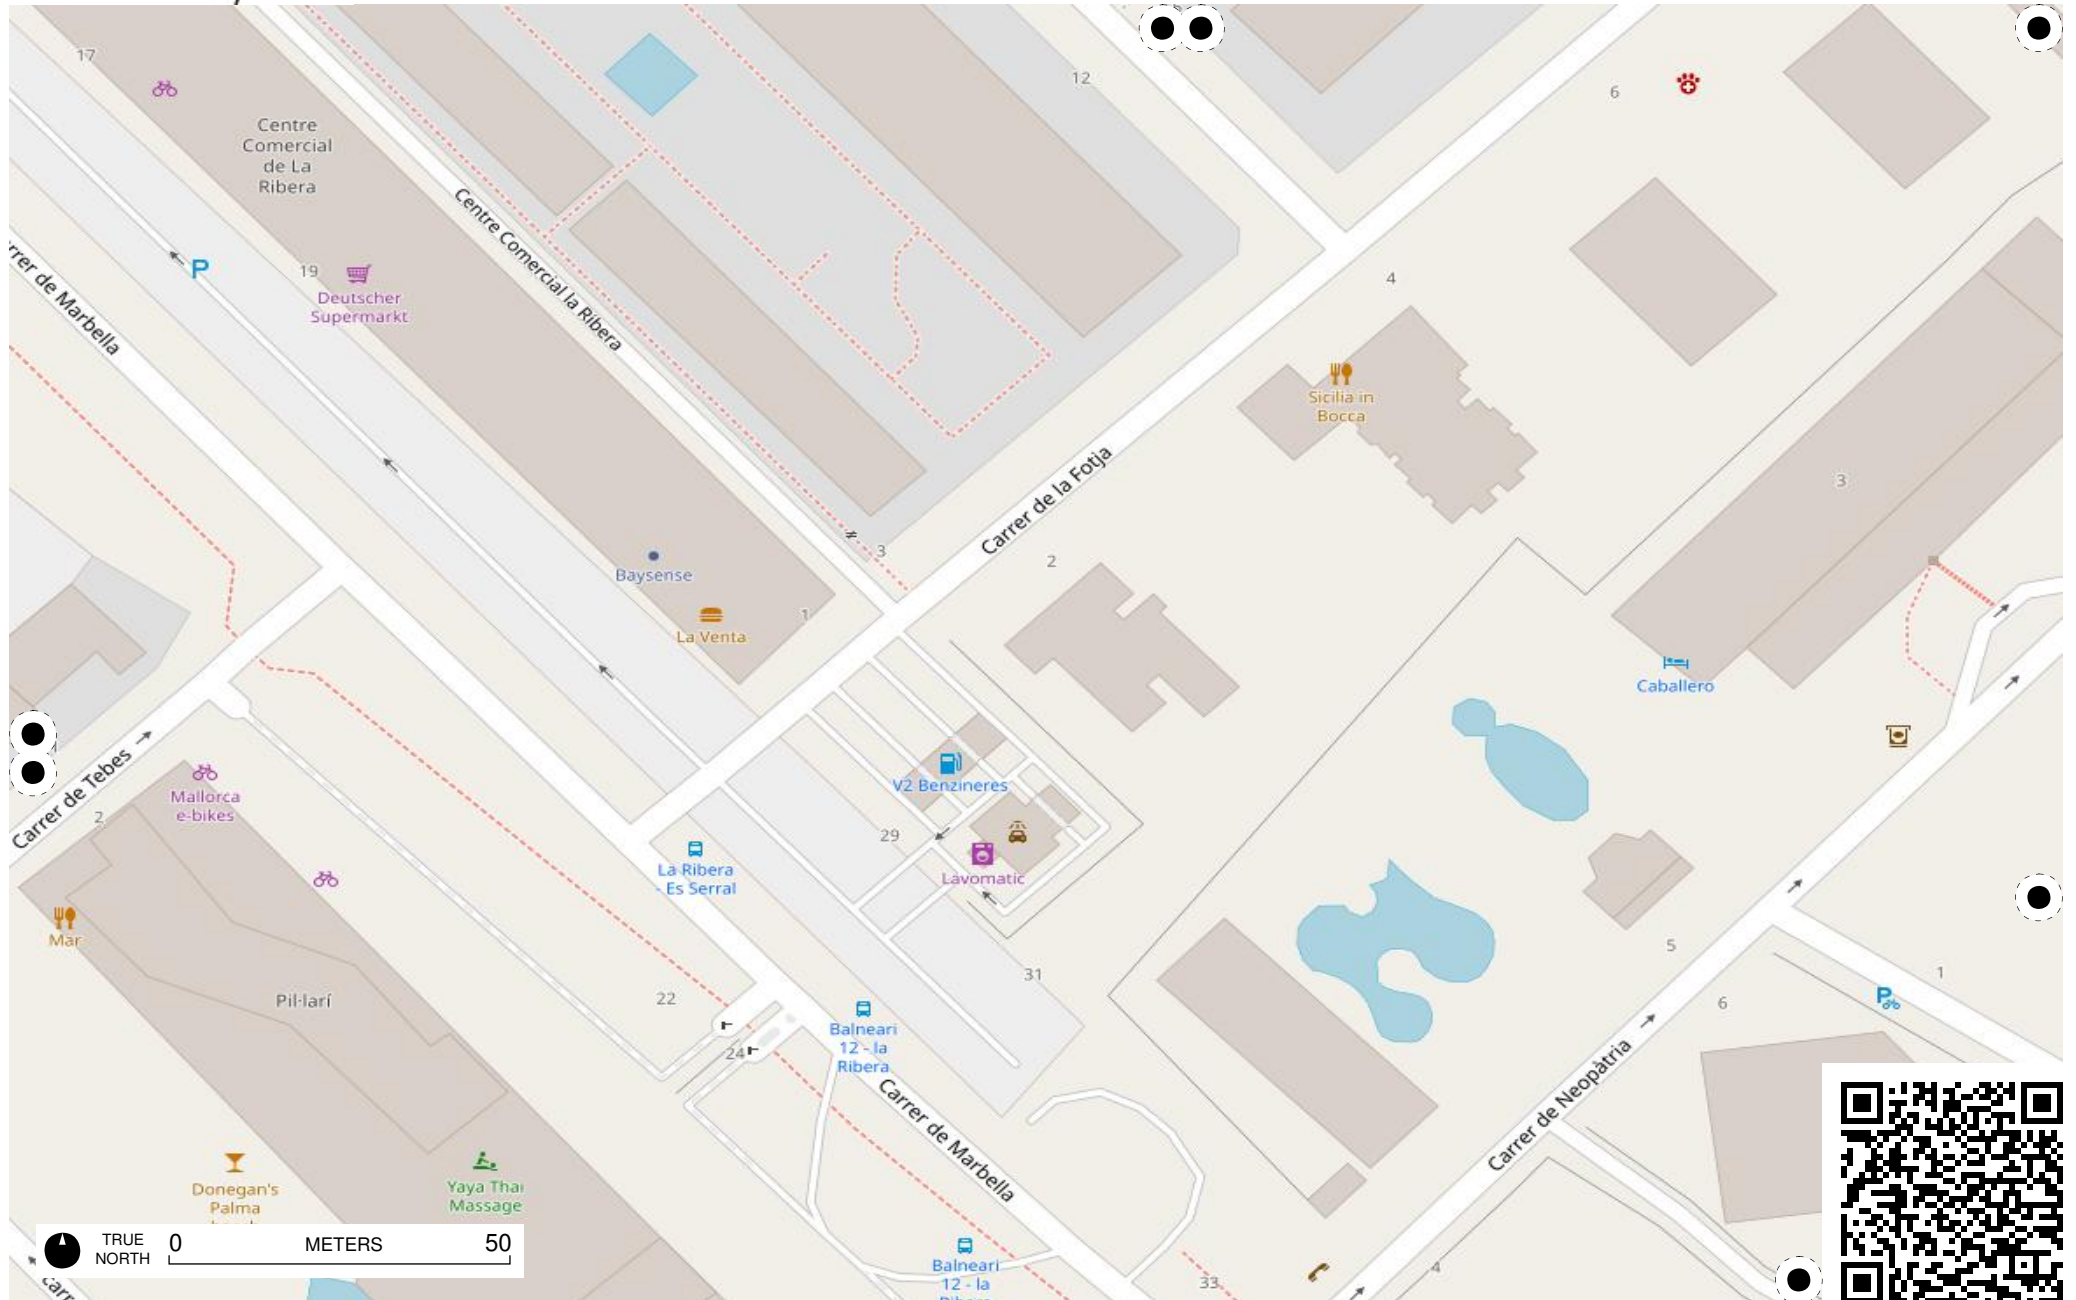 17
12
6
Centre
Comercial
de La
Ribera
Centre Comercial la Ribera
P
19
Deutscher
Supermarkt
4
rrer de Marbella
Sicilia in
Bocca
Carrer de la Fotja
3
3
2
Baysense
La Venta
1
Caballero
Carrer de Tebes
Mallorca
e-bikes
2
V2 Benzineres
29
La Ribera
- Es Serral
Lavomatic
Mar
5
31
1
22
Pil·larí
6
P
Balneari
12 - la
Ribera
24
Carrer de Marbella
Carrer de Neopàtria
Donegan's
Palma
Yaya Thai
Massage
TRUE
NORTH
0 METERS 50
Balneari
12 - la
33
4